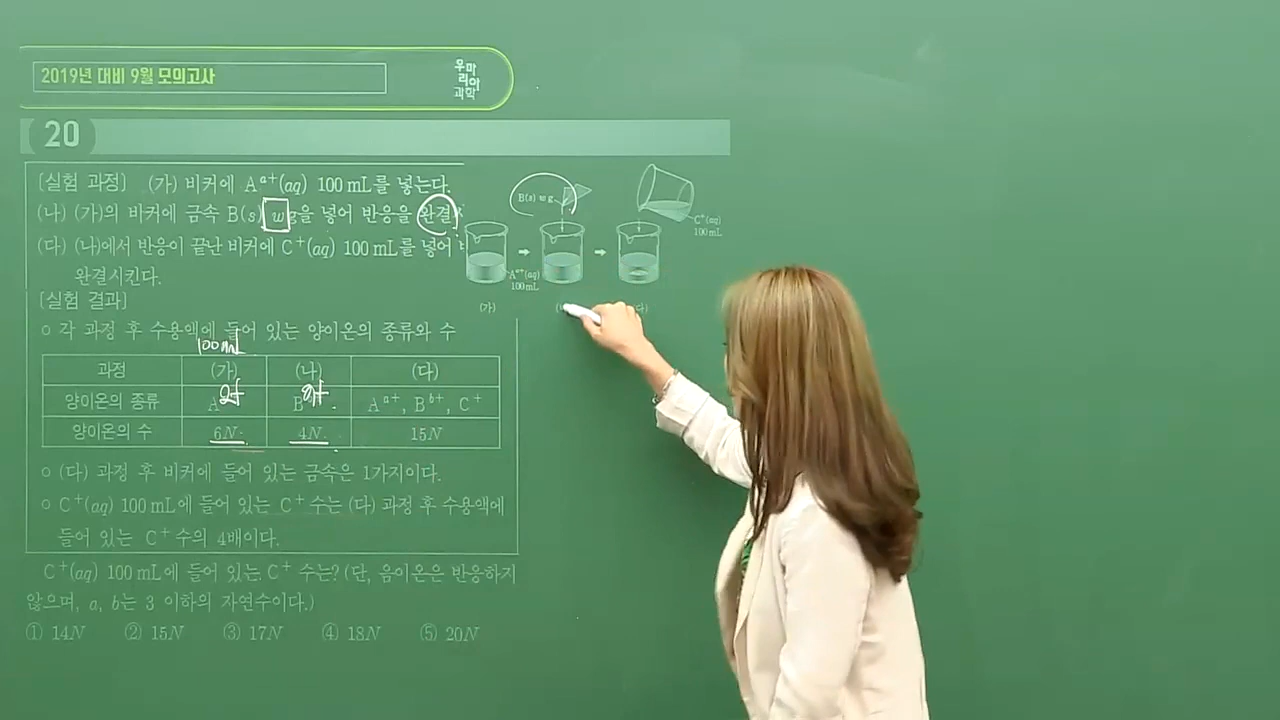 2019년 대비 9월 모의고사
우마
리아
과학
20
[실험 과정] (가) 비커에 Aᵃ⁺(aq) 100 mL를 넣는다.
(나) (가)의 비커에 금속 B(s) w g을 넣어 반응을 완결
(다) (나)에서 반응이 끝난 비커에 C⁺(aq) 100 mL를 넣어
완결시킨다.
B(s) w g
C⁺(aq)
100 mL
Aᵃ⁺(aq)
100 mL
(가)
[실험 결과]
○ 각 과정 후 수용액에 들어 있는 양이온의 종류와 수
100 mL
과정 (가) (나) (다)
양이온의 종류 A 2+ B 3+ Aᵃ⁺, Bᵇ⁺, C⁺
양이온의 수 6N 4N 15N
○ (다) 과정 후 비커에 들어 있는 금속은 1가지이다.
○ C⁺(aq) 100 mL에 들어 있는 C⁺ 수는 (다) 과정 후 수용액에
들어 있는 C⁺ 수의 4배이다.
C⁺(aq) 100 mL에 들어 있는 C⁺ 수는? (단, 음이온은 반응하지
않으며, a, b는 3 이하의 자연수이다.)
① 14N ② 15N ③ 17N ④ 18N ⑤ 20N